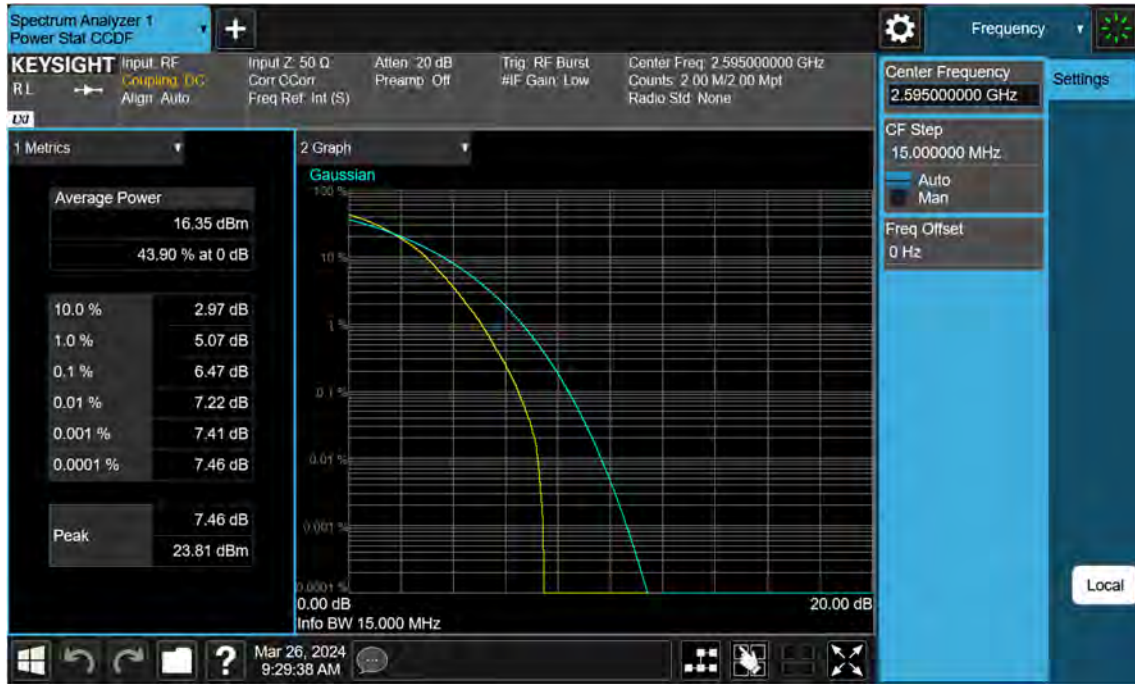 Spectrum Analyzer 1
Power Stat CCDF
Frequency
KEYSIGHT
R L
LXI
Input: RF
Coupling: DC
Align: Auto
Input Z: 50 Ω
Corr CCorr
Freq Ref: Int (S)
Atten: 20 dB
Preamp: Off
Trig: RF Burst
#IF Gain: Low
Center Freq: 2.595000000 GHz
Counts: 2.00 M/2.00 Mpt
Radio Std: None
Center Frequency
2.595000000 GHz
Settings
CF Step
15.000000 MHz
Auto
Man
Freq Offset
0 Hz
Local
1 Metrics
Average Power
16.35 dBm
43.90 % at 0 dB
10.0 % 2.97 dB
1.0 % 5.07 dB
0.1 % 6.47 dB
0.01 % 7.22 dB
0.001 % 7.41 dB
0.0001 % 7.46 dB
Peak
7.46 dB
23.81 dBm
2 Graph
Gaussian
100 %
10 %
1 %
0.1 %
0.01 %
0.001 %
0.0001 %
0.00 dB 20.00 dB
Info BW 15.000 MHz
?
Mar 26, 2024
9:29:38 AM